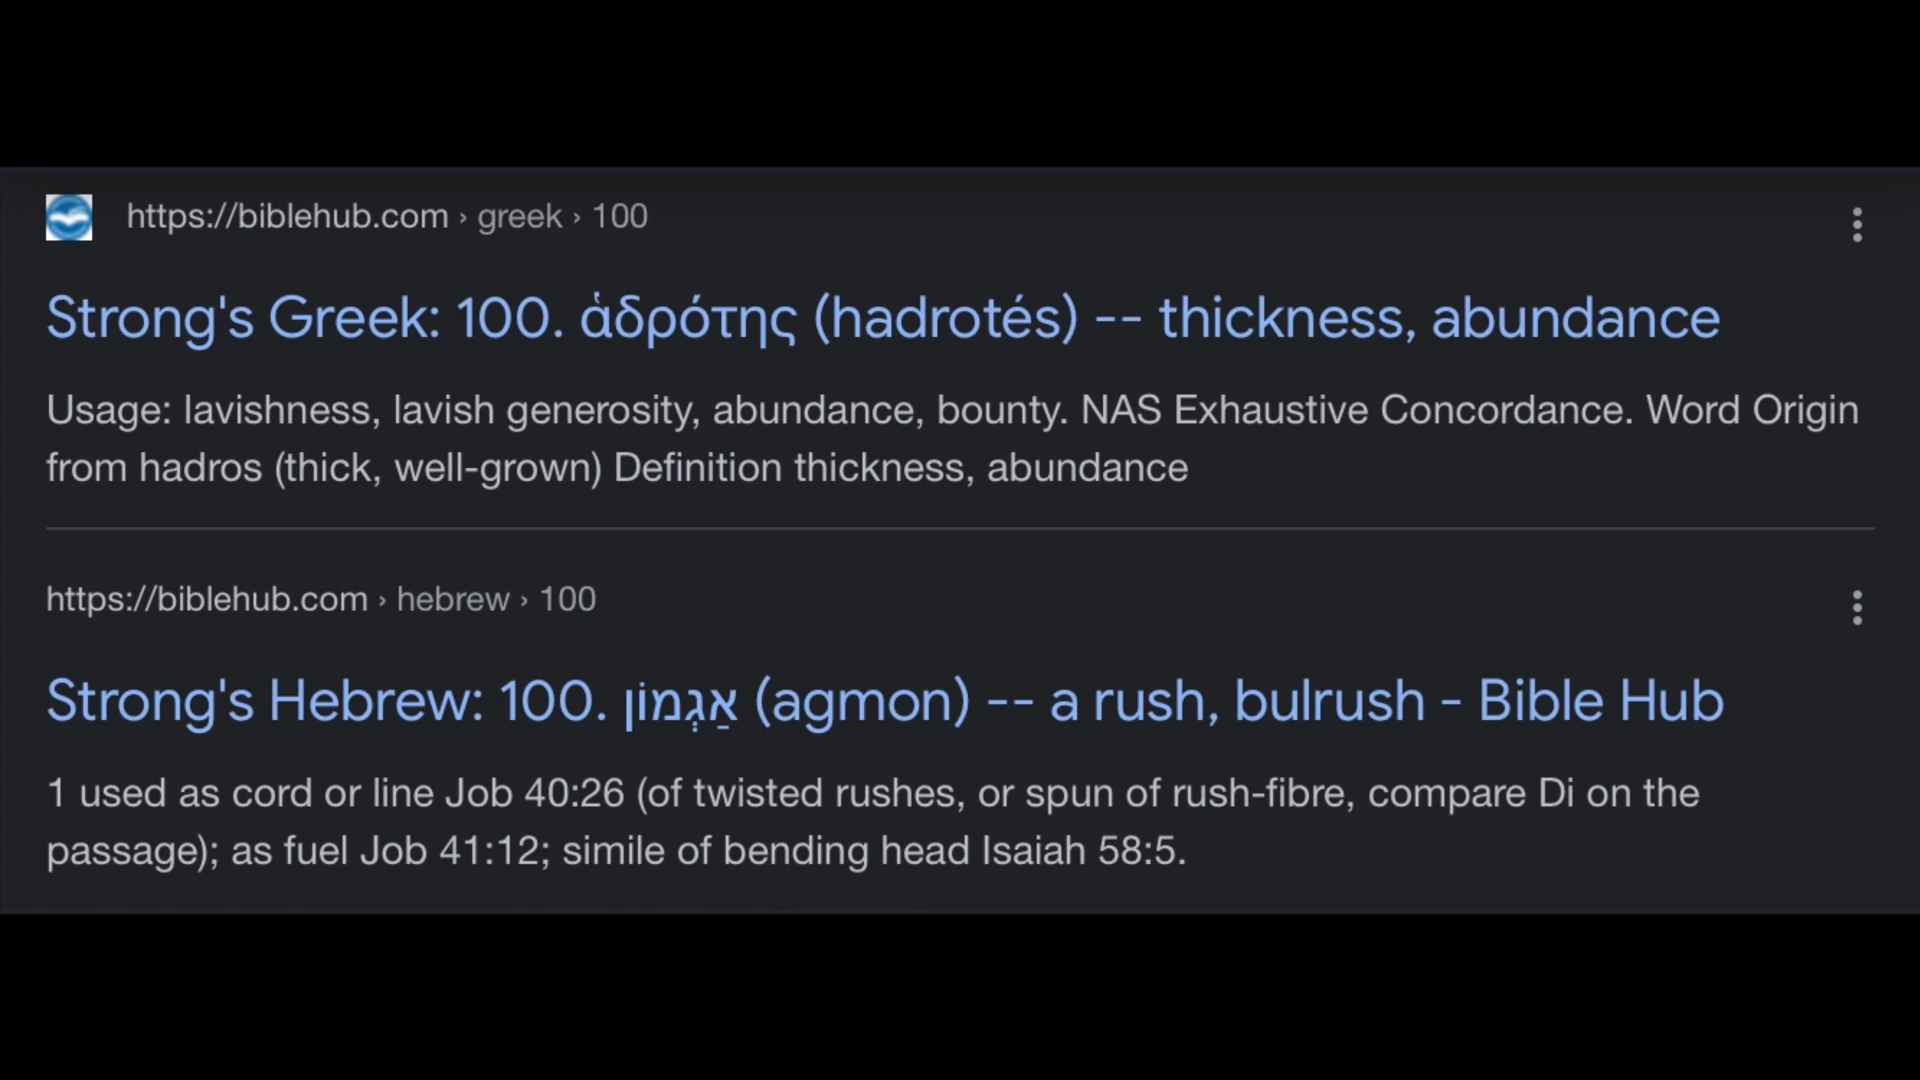 https://biblehub.com › greek › 100
Strong's Greek: 100. ἁδρότης (hadrotés) -- thickness, abundance
Usage: lavishness, lavish generosity, abundance, bounty. NAS Exhaustive Concordance. Word Origin
from hadros (thick, well-grown) Definition thickness, abundance
https://biblehub.com › hebrew › 100
Strong's Hebrew: 100. אַגְמוֹן (agmon) -- a rush, bulrush - Bible Hub
1 used as cord or line Job 40:26 (of twisted rushes, or spun of rush-fibre, compare Di on the
passage); as fuel Job 41:12; simile of bending head Isaiah 58:5.